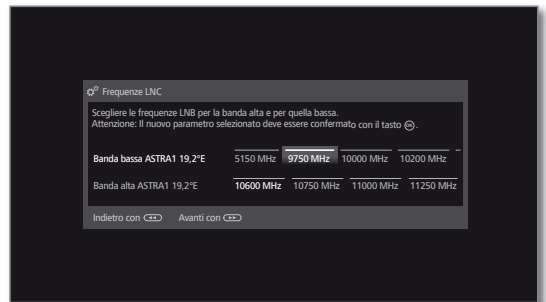 Frequenze LNC
Scegliere le frequenze LNB per la banda alta e per quella bassa.
Attenzione: Il nuovo parametro selezionato deve essere confermato con il tasto OK.
Banda bassa ASTRA1 19,2°E 5150 MHz 9750 MHz 10000 MHz 10200 MHz
Banda alta ASTRA1 19,2°E 10600 MHz 10750 MHz 11000 MHz 11250 MHz
Indietro con Avanti con